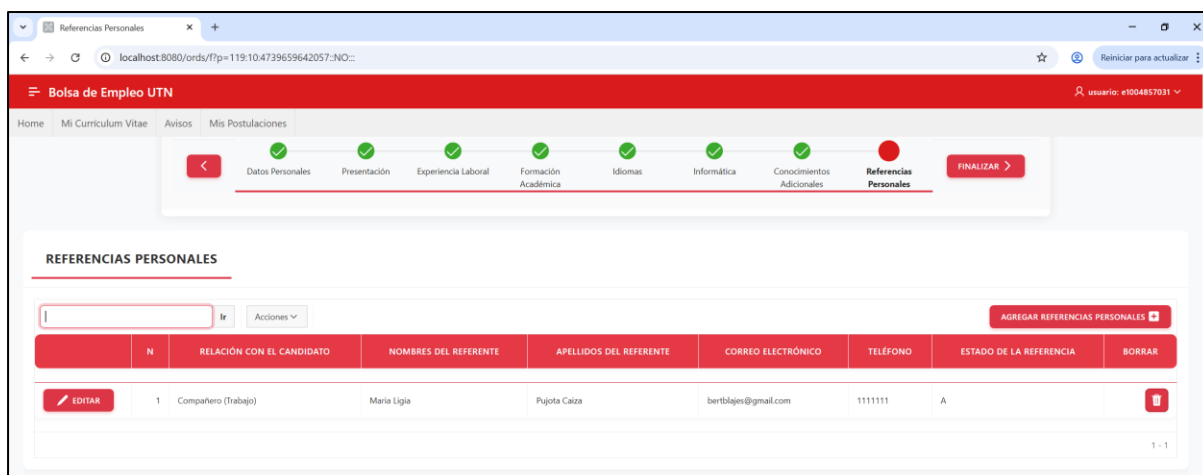 Referencias Personales
localhost:8080/ords/f?p=119:10:4739659642057::NO:::
Reiniciar para actualizar
Bolsa de Empleo UTN
usuario: e1004857031
Home Mi Curriculum Vitae Avisos Mis Postulaciones
Datos Personales Presentación Experiencia Laboral Formación Académica Idiomas Informática Conocimientos Adicionales Referencias Personales FINALIZAR
REFERENCIAS PERSONALES
Ir Acciones AGREGAR REFERENCIAS PERSONALES
N RELACIÓN CON EL CANDIDATO NOMBRES DEL REFERENTE APELLIDOS DEL REFERENTE CORREO ELECTRÓNICO TELÉFONO ESTADO DE LA REFERENCIA BORRAR
EDITAR 1 Compañero (Trabajo) Maria Ligia Pujota Caiza bertblajes@gmail.com 1111111 A
1 - 1